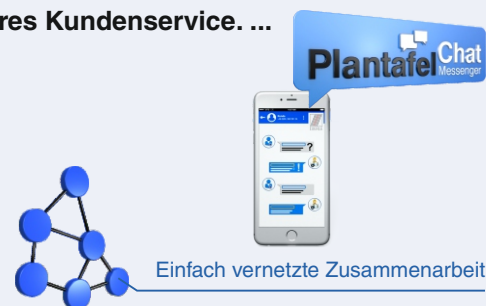 res Kundenservice. ...
Plantafel Chat
Messenger
?
!
Einfach vernetzte Zusammenarbeit